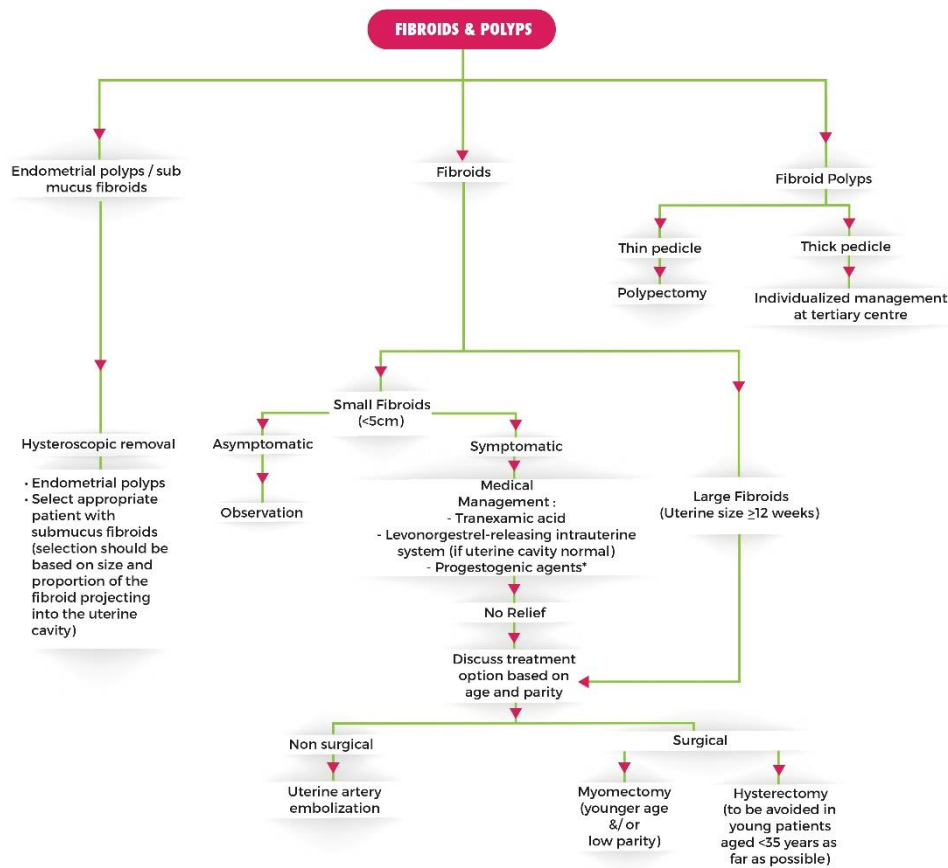 FIBROIDS & POLYPS
Endometrial polyps / sub
mucus fibroids
Hysteroscopic removal
• Endometrial polyps
• Select appropriate
patient with
submucus fibroids
(selection should be
based on size and
proportion of the
fibroid projecting
into the uterine
cavity)
Fibroids
Small Fibroids
(<5cm)
Asymptomatic
Observation
Symptomatic
Medical
Management :
- Tranexamic acid
- Levonorgestrel-releasing intrauterine
system (if uterine cavity normal)
- Progestogenic agents*
No Relief
Discuss treatment
option based on
age and parity
Large Fibroids
(Uterine size ≥12 weeks)
Non surgical
Uterine artery
embolization
Surgical
Myomectomy
(younger age
&/ or
low parity)
Hysterectomy
(to be avoided in
young patients
aged <35 years as
far as possible)
Fibroid Polyps
Thin pedicle
Polypectomy
Thick pedicle
Individualized management
at tertiary centre